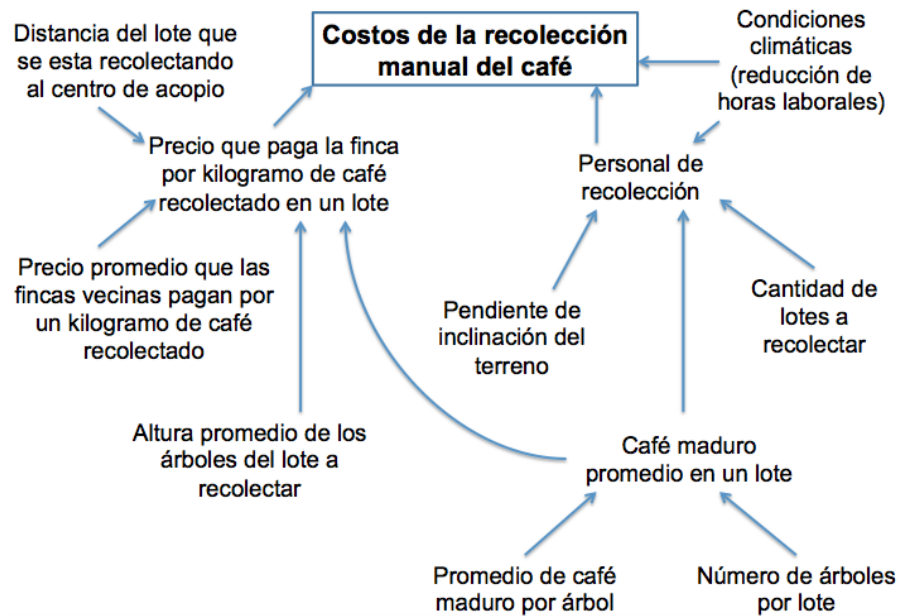 Costos de la recolección
manual del café
Distancia del lote que
se esta recolectando
al centro de acopio
Condiciones
climáticas
(reducción de
horas laborales)
Precio que paga la finca
por kilogramo de café
recolectado en un lote
Personal de
recolección
Precio promedio que las
fincas vecinas pagan por
un kilogramo de café
recolectado
Pendiente de
inclinación del
terreno
Cantidad de
lotes a
recolectar
Altura promedio de los
árboles del lote a
recolectar
Café maduro
promedio en un lote
Promedio de café
maduro por árbol
Número de árboles
por lote